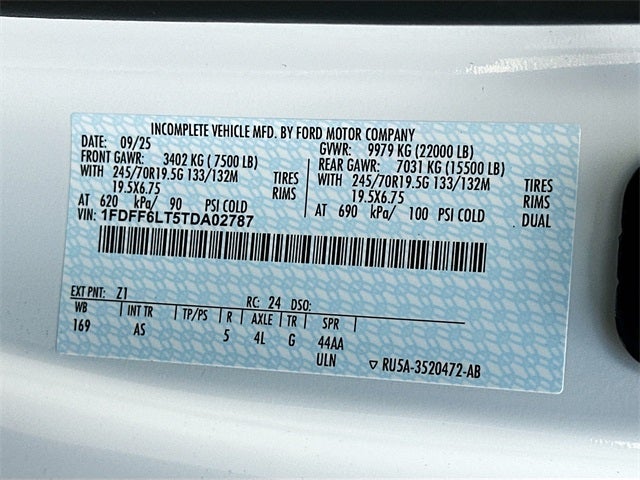 INCOMPLETE VEHICLE MFD. BY FORD MOTOR COMPANY
DATE: 09/25 GVWR: 9979 KG (22000 LB)
FRONT GAWR: 3402 KG ( 7500 LB) REAR GAWR: 7031 KG (15500 LB)
WITH 245/70R19.5G 133/132M TIRES WITH 245/70R19.5G 133/132M TIRES
19.5X6.75 RIMS 19.5X6.75 RIMS
AT 620 kPa/ 90 PSI COLD AT 690 kPa/ 100 PSI COLD DUAL
VIN: 1FDFF6LT5TDA02787
EXT PNT: Z1 RC: 24 DSO:
WB INT TR TP/PS R AXLE TR SPR
169 AS 5 4L G 44AA
ULN RU5A-3520472-AB